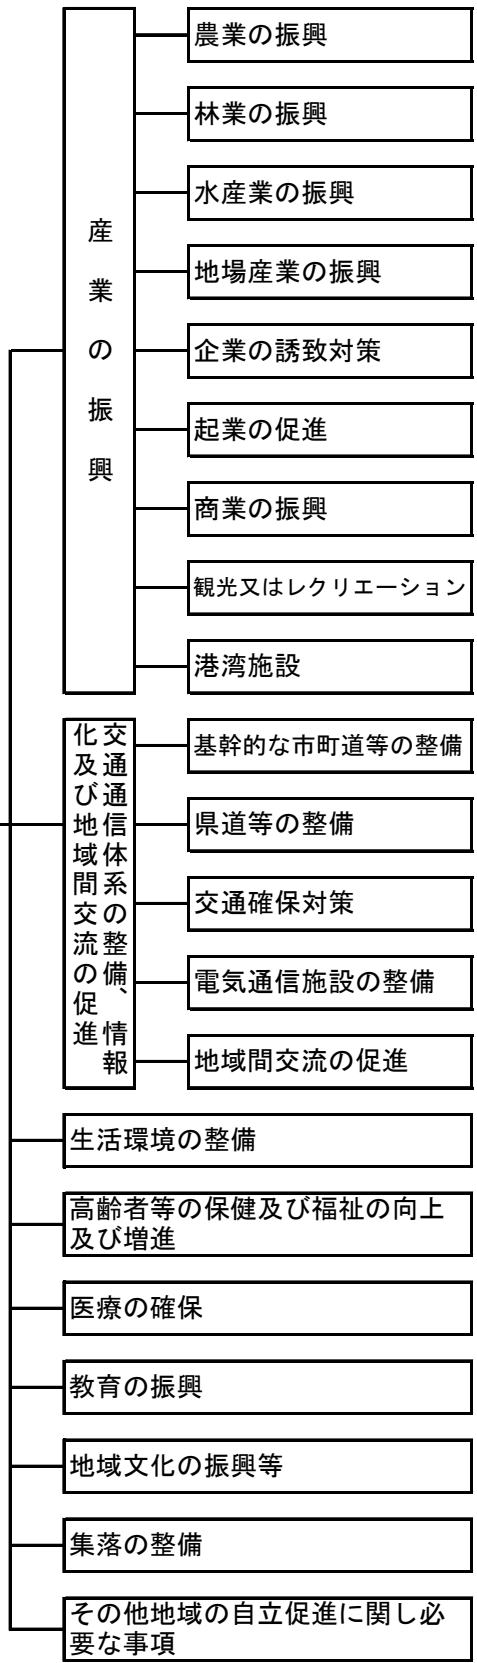 産業の振興
農業の振興
林業の振興
水産業の振興
地場産業の振興
企業の誘致対策
起業の促進
商業の振興
観光又はレクリエーション
港湾施設
交通通信体系の整備、情報
化及び地域間交流の促進
基幹的な市町道等の整備
県道等の整備
交通確保対策
電気通信施設の整備
地域間交流の促進
生活環境の整備
高齢者等の保健及び福祉の向上
及び増進
医療の確保
教育の振興
地域文化の振興等
集落の整備
その他地域の自立促進に関し必
要な事項